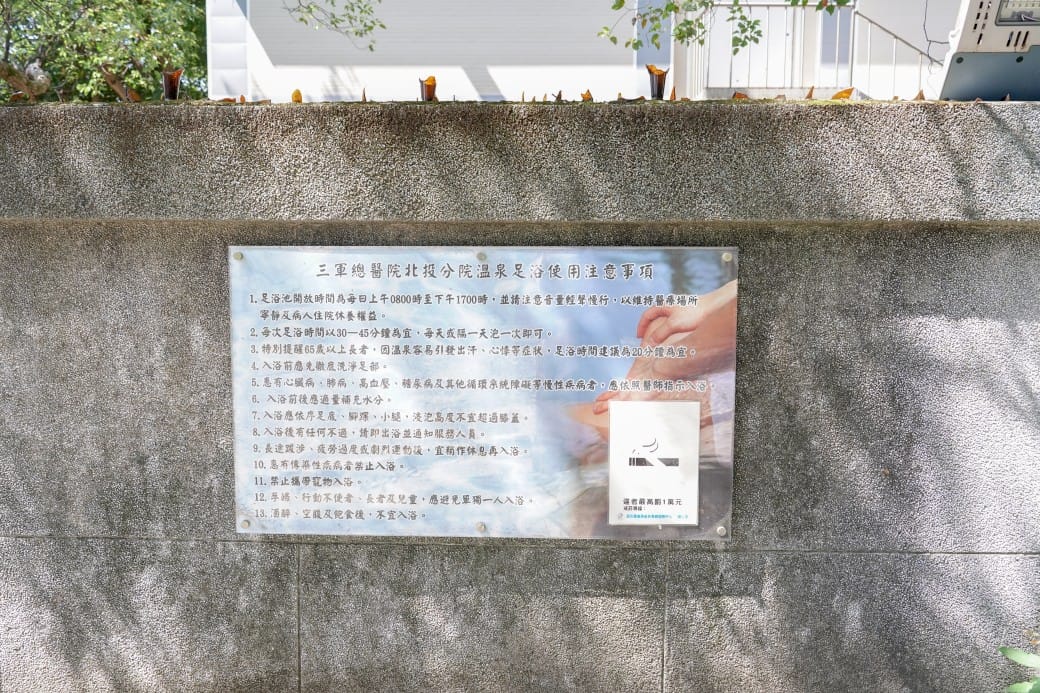 三軍總醫院北投分院溫泉足浴使用注意事項
1.足浴池開放時間為每日上午0800時至下午1700時，並請注意音量輕聲慢行，以維持醫療場所
寧靜及病人住院休養權益。
2.每次足浴時間以30—45分鐘為宜，每天或隔一天泡一次即可。
3.特別提醒65歲以上長者，因溫泉容易引發出汗、心悸等症狀，足浴時間建議為20分鐘為宜。
4.入浴前應先徹底洗淨足部。
5.患有心臟病、肺病、高血壓、糖尿病及其他循環系統障礙等慢性疾病者，應依照醫師指示入浴。
6. 入浴前後應適量補充水分。
7.入浴應依序足底、腳踝、小腿，浸泡高度不宜超過膝蓋。
8.入浴後有任何不適，請即出浴並通知服務人員。
9.長途跋涉、疲勞過度或劇烈運動後，宜稍作休息再入浴。
10.患有傳染性疾病者禁止入浴。
11.禁止攜帶寵物入浴。
12.孕婦、行動不便者、長者及兒童，應避免單獨一人入浴。
13.酒醉、空腹及飽食後，不宜入浴。
違者最高罰1萬元